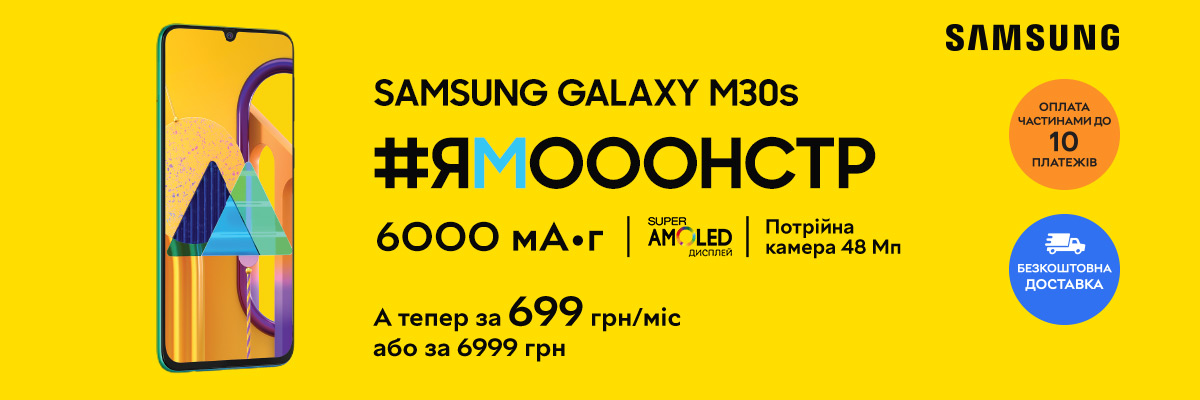 SAMSUNG
SAMSUNG GALAXY M30s
#ЯМОООНСТР
6000 мА•г
SUPER
AMOLED
ДИСПЛЕЙ
Потрійна
камера 48 Мп
А тепер за 699 грн/міс
або за 6999 грн
ОПЛАТА
ЧАСТИНАМИ ДО
10
ПЛАТЕЖІВ
БЕЗКОШТОВНА
ДОСТАВКА